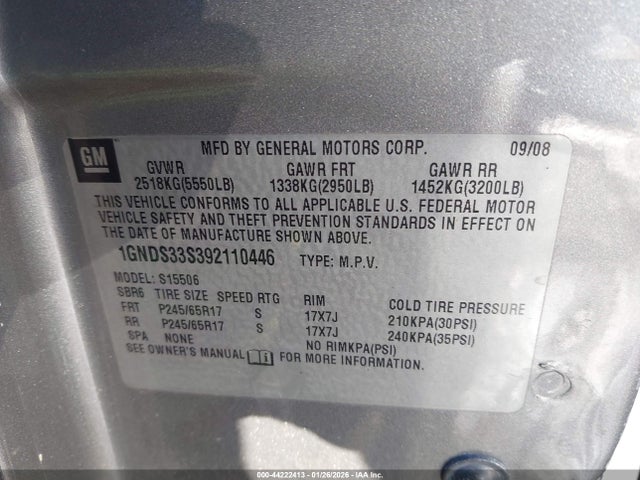 GM
MFD BY GENERAL MOTORS CORP. 09/08
GVWR GAWR FRT GAWR RR
2518KG(5550LB) 1338KG(2950LB) 1452KG(3200LB)
THIS VEHICLE CONFORMS TO ALL APPLICABLE U.S. FEDERAL MOTOR
VEHICLE SAFETY AND THEFT PREVENTION STANDARDS IN EFFECT ON
THE DATE OF MANUFACTURE SHOWN ABOVE.
1GNDS33S392110446 TYPE: M.P.V.
MODEL: S15506
SBR6 TIRE SIZE SPEED RTG RIM COLD TIRE PRESSURE
FRT P245/65R17 S 17X7J 210KPA(30PSI)
RR P245/65R17 S 17X7J 240KPA(35PSI)
SPA NONE NO RIMKPA(PSI)
SEE OWNER'S MANUAL FOR MORE INFORMATION.
000-44222413 - 01/26/2026 - IAAI.COM